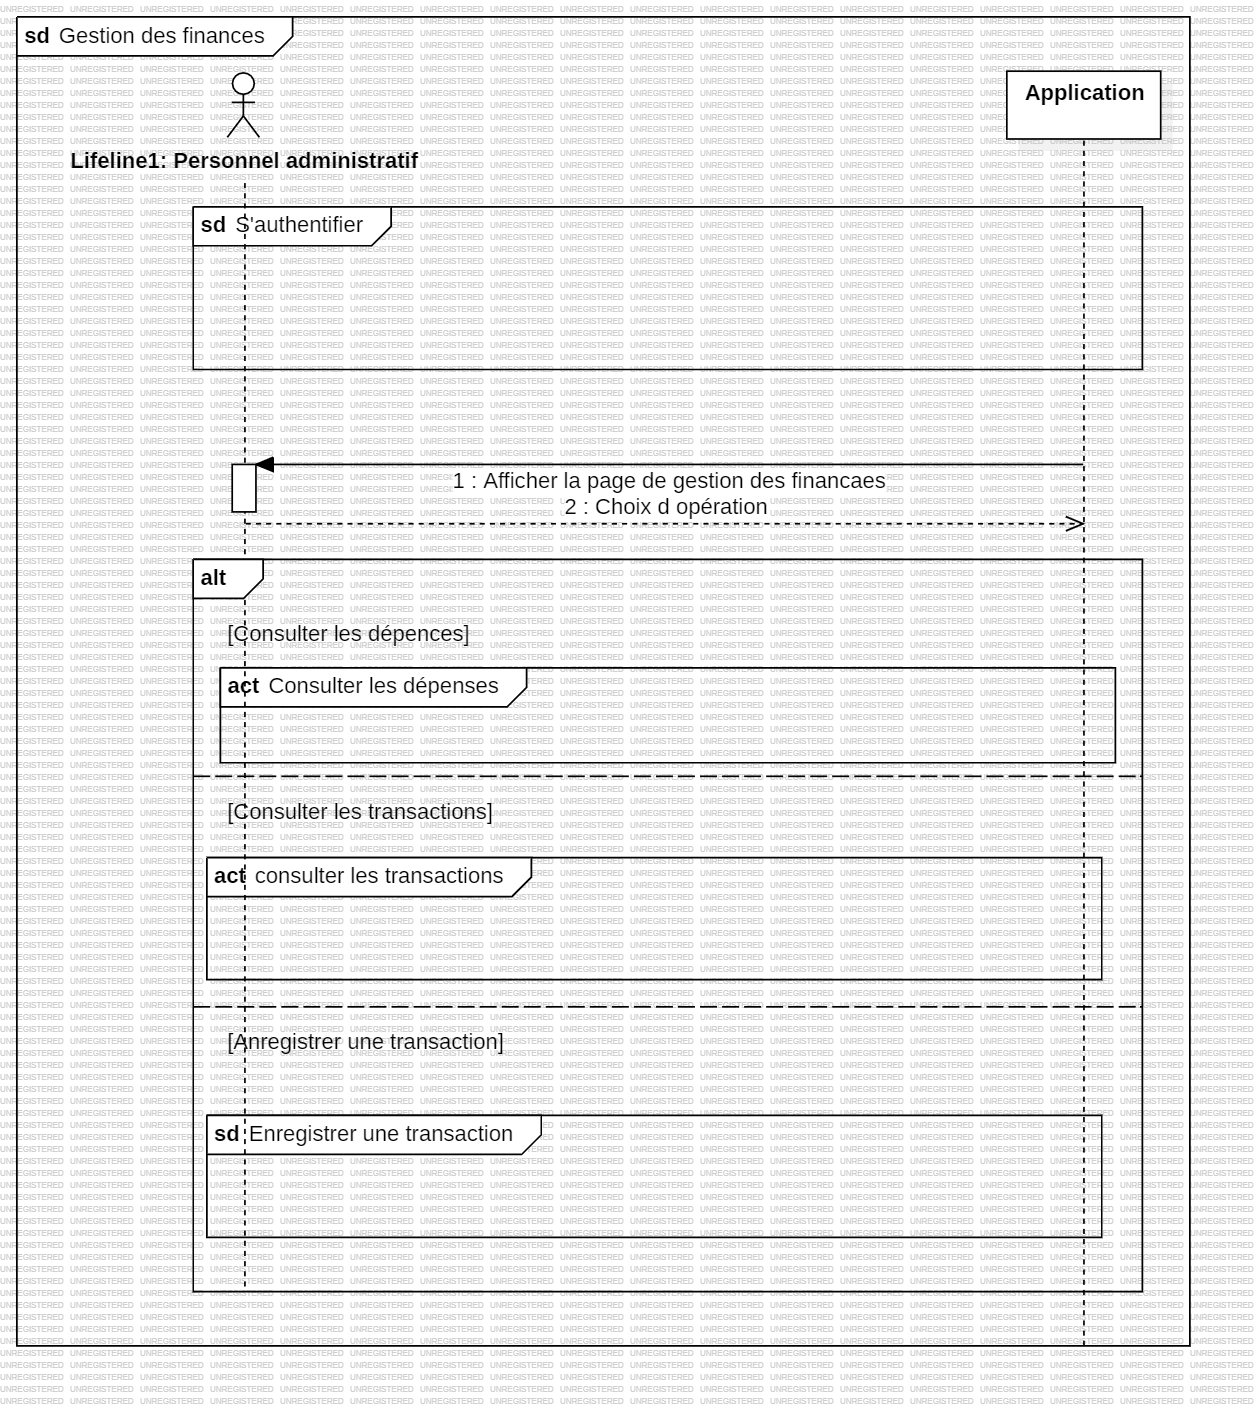 sd Gestion des finances
Application
Lifeline1: Personnel administratif
sd S'authentifier
1 : Afficher la page de gestion des financaes
2 : Choix d opération
alt
[Consulter les dépences]
act Consulter les dépenses
[Consulter les transactions]
act consulter les transactions
[Anregistrer une transaction]
sd Enregistrer une transaction
UNREGISTERED